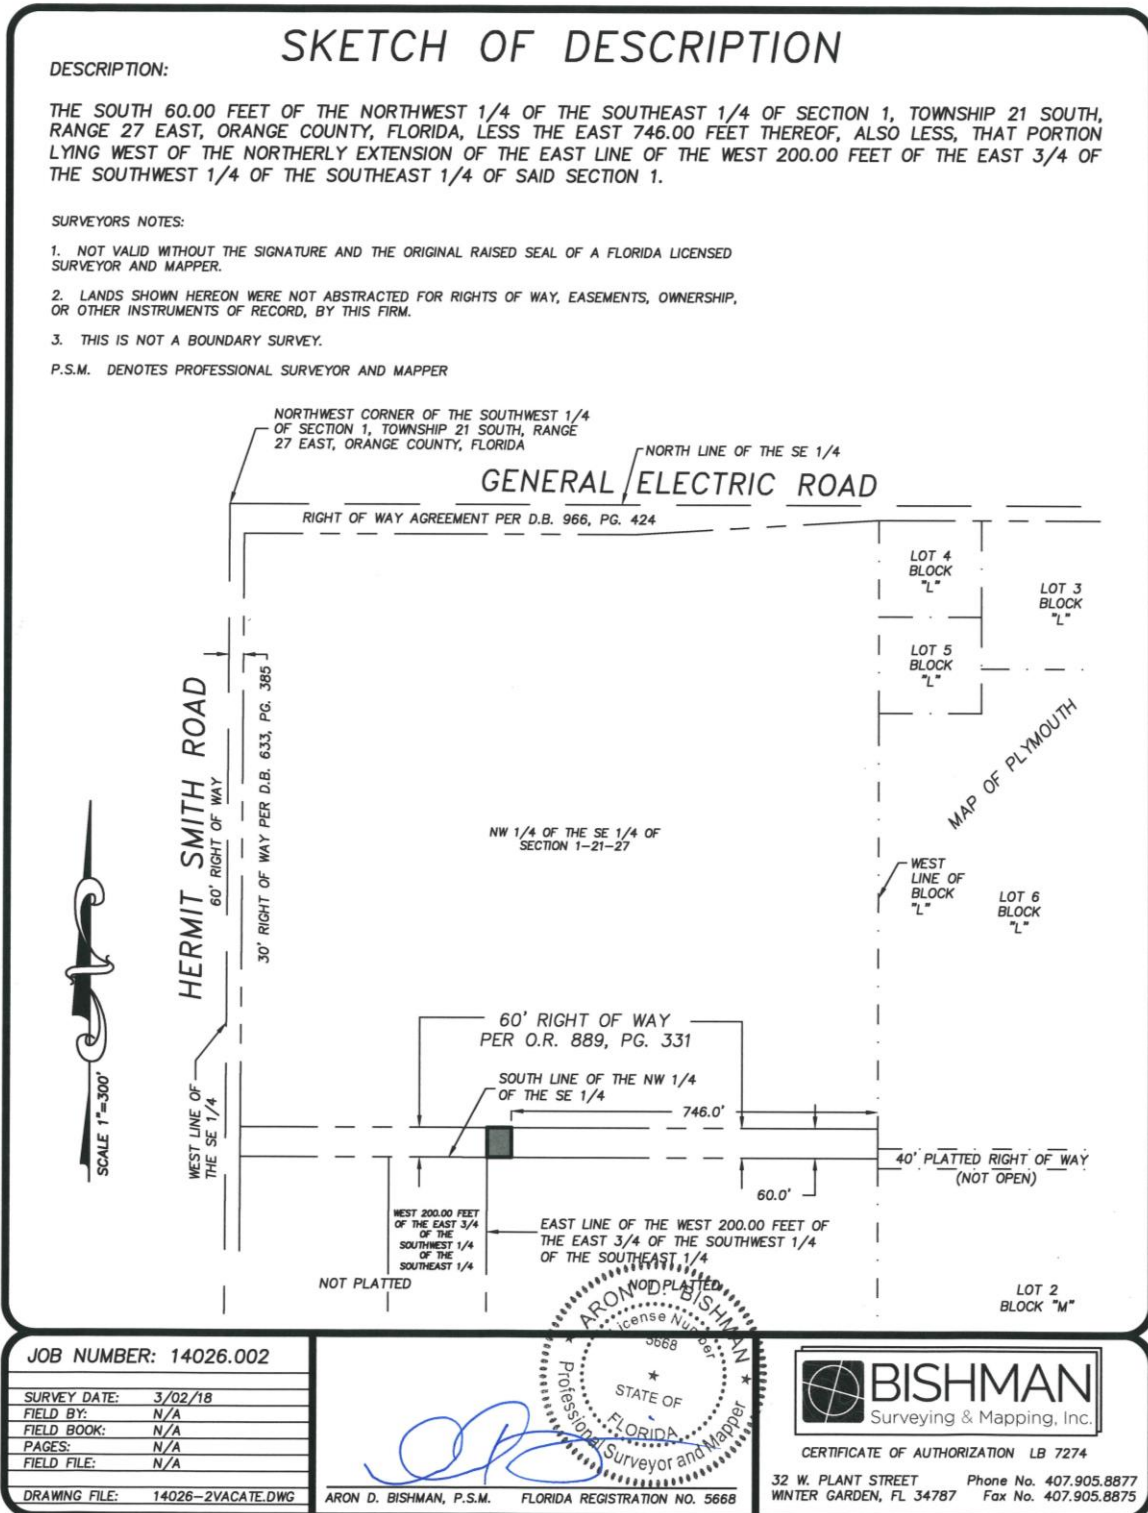 SKETCH OF DESCRIPTION
DESCRIPTION:
THE SOUTH 60.00 FEET OF THE NORTHWEST 1/4 OF THE SOUTHEAST 1/4 OF SECTION 1, TOWNSHIP 21 SOUTH,
RANGE 27 EAST, ORANGE COUNTY, FLORIDA, LESS THE EAST 746.00 FEET THEREOF, ALSO LESS, THAT PORTION
LYING WEST OF THE NORTHERLY EXTENSION OF THE EAST LINE OF THE WEST 200.00 FEET OF THE EAST 3/4 OF
THE SOUTHWEST 1/4 OF THE SOUTHEAST 1/4 OF SAID SECTION 1.
SURVEYORS NOTES:
1. NOT VALID WITHOUT THE SIGNATURE AND THE ORIGINAL RAISED SEAL OF A FLORIDA LICENSED
SURVEYOR AND MAPPER.
2. LANDS SHOWN HEREON WERE NOT ABSTRACTED FOR RIGHTS OF WAY, EASEMENTS, OWNERSHIP,
OR OTHER INSTRUMENTS OF RECORD, BY THIS FIRM.
3. THIS IS NOT A BOUNDARY SURVEY.
P.S.M. DENOTES PROFESSIONAL SURVEYOR AND MAPPER
NORTHWEST CORNER OF THE SOUTHWEST 1/4
OF SECTION 1, TOWNSHIP 21 SOUTH, RANGE
27 EAST, ORANGE COUNTY, FLORIDA
NORTH LINE OF THE SE 1/4
GENERAL ELECTRIC ROAD
RIGHT OF WAY AGREEMENT PER D.B. 966, PG. 424
LOT 4
BLOCK
"L"
LOT 3
BLOCK
"L"
LOT 5
BLOCK
"L"
HERMIT SMITH ROAD
60' RIGHT OF WAY
30' RIGHT OF WAY PER D.B. 633, PG. 385
MAP OF PLYMOUTH
NW 1/4 OF THE SE 1/4 OF
SECTION 1-21-27
WEST
LINE OF
BLOCK
"L"
LOT 6
BLOCK
"L"
SCALE 1"=300'
WEST LINE OF
THE SE 1/4
60' RIGHT OF WAY
PER O.R. 889, PG. 331
SOUTH LINE OF THE NW 1/4
OF THE SE 1/4
746.0'
40' PLATTED RIGHT OF WAY
(NOT OPEN)
60.0'
WEST 200.00 FEET
OF THE EAST 3/4
OF THE
SOUTHWEST 1/4
OF THE
SOUTHEAST 1/4
EAST LINE OF THE WEST 200.00 FEET OF
THE EAST 3/4 OF THE SOUTHWEST 1/4
OF THE SOUTHEAST 1/4
NOT PLATTED
NOT PLATTED
LOT 2
BLOCK "M"
ARON D. BISHMAN
License Number
5668
STATE OF
FLORIDA
Professional Surveyor and Mapper
JOB NUMBER: 14026.002
SURVEY DATE: 3/02/18
FIELD BY: N/A
FIELD BOOK: N/A
PAGES: N/A
FIELD FILE: N/A
DRAWING FILE: 14026-2VACATE.DWG
ARON D. BISHMAN, P.S.M. FLORIDA REGISTRATION NO. 5668
BISHMAN
Surveying & Mapping, Inc.
CERTIFICATE OF AUTHORIZATION LB 7274
32 W. PLANT STREET Phone No. 407.905.8877
WINTER GARDEN, FL 34787 Fax No. 407.905.8875